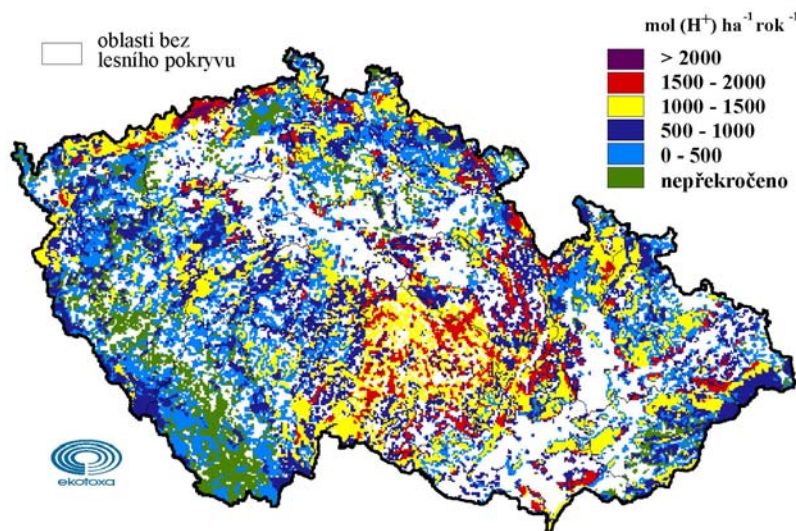 oblasti bez
lesního pokryvu
mol (H⁺) ha⁻¹ rok⁻¹
> 2000
1500 - 2000
1000 - 1500
500 - 1000
0 - 500
nepřekročeno
ekotoxa